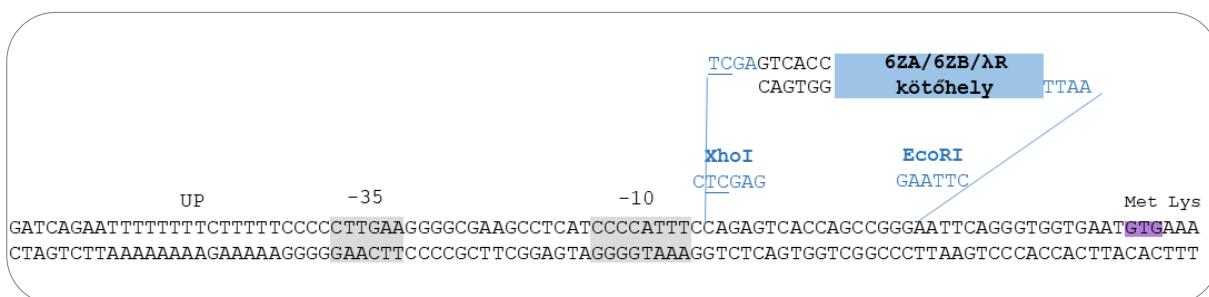 TCGAGTCACC 6ZA/6ZB/λR
CAGTGG kötőhely TTAA
XhoI EcoRI
CTCGAG GAATTC
UP -35 -10 Met Lys
GATCAGAATTTTTTTTCTTTTTCCCCCTTGAAGGGGCGAAGCCTCATCCCCATTTCCAGAGTCACCAGCCGGGAATTCAGGGTGGTGAATGTGAAA
CTAGTCTTAAAAAAAAGAAAAAGGGGGAACTTCCCCGCTTCGGAGTAGGGGTAAAGGTCTCAGTGGTCGGCCCTTAAGTCCCACCACTTACACTTT